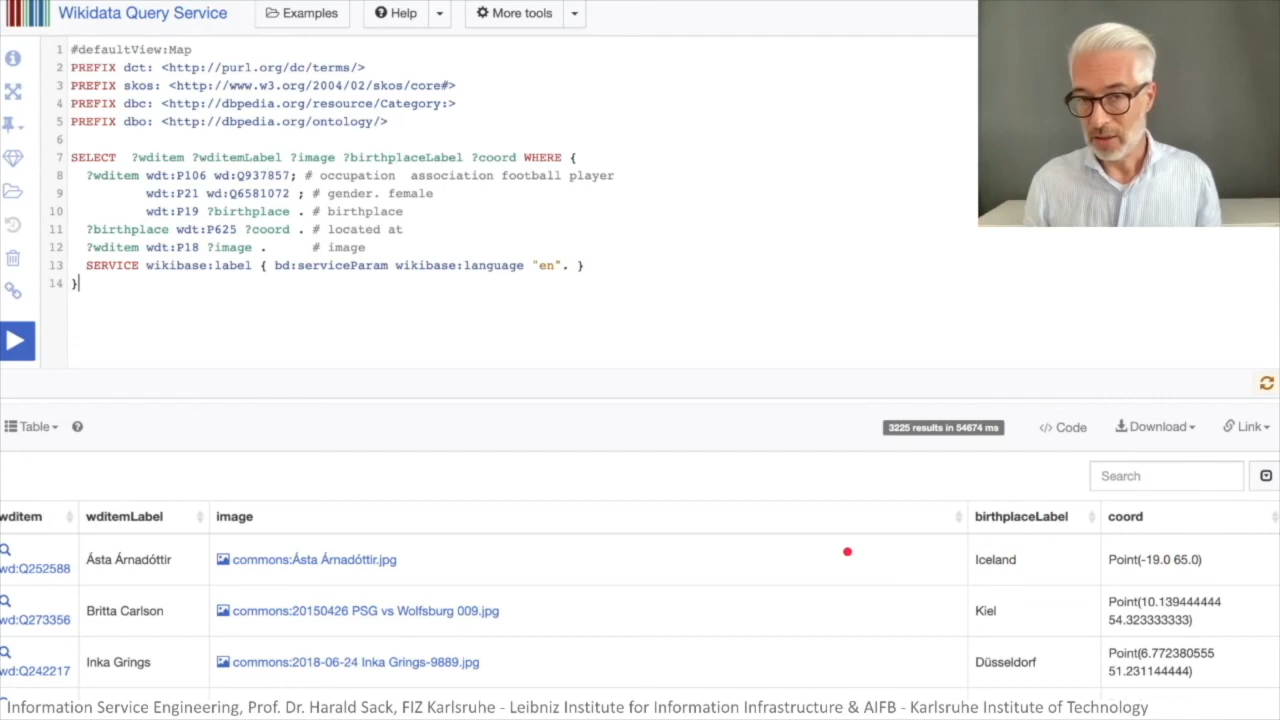 Wikidata Query Service
Examples
Help
More tools
1 #defaultView:Map
2 PREFIX dct: <http://purl.org/dc/terms/>
3 PREFIX skos: <http://www.w3.org/2004/02/skos/core#>
4 PREFIX dbc: <http://dbpedia.org/resource/Category:>
5 PREFIX dbo: <http://dbpedia.org/ontology/>
6
7 SELECT ?wditem ?wditemLabel ?image ?birthplaceLabel ?coord WHERE {
8 ?wditem wdt:P106 wd:Q937857; # occupation association football player
9 wdt:P21 wd:Q6581072 ; # gender. female
10 wdt:P19 ?birthplace . # birthplace
11 ?birthplace wdt:P625 ?coord . # located at
12 ?wditem wdt:P18 ?image . # image
13 SERVICE wikibase:label { bd:serviceParam wikibase:language "en". }
14 }
Table
3225 results in 54674 ms
</> Code
Download
Link
Search
wditem wditemLabel image birthplaceLabel coord
wd:Q252588 Ásta Árnadóttir commons:Ásta Árnadóttir.jpg Iceland Point(-19.0 65.0)
wd:Q273356 Britta Carlson commons:20150426 PSG vs Wolfsburg 009.jpg Kiel Point(10.139444444 54.323333333)
wd:Q242217 Inka Grings commons:2018-06-24 Inka Grings-9889.jpg Düsseldorf Point(6.772380555 51.231144444)
Information Service Engineering, Prof. Dr. Harald Sack, FIZ Karlsruhe - Leibniz Institute for Information Infrastructure & AIFB - Karlsruhe Institute of Technology